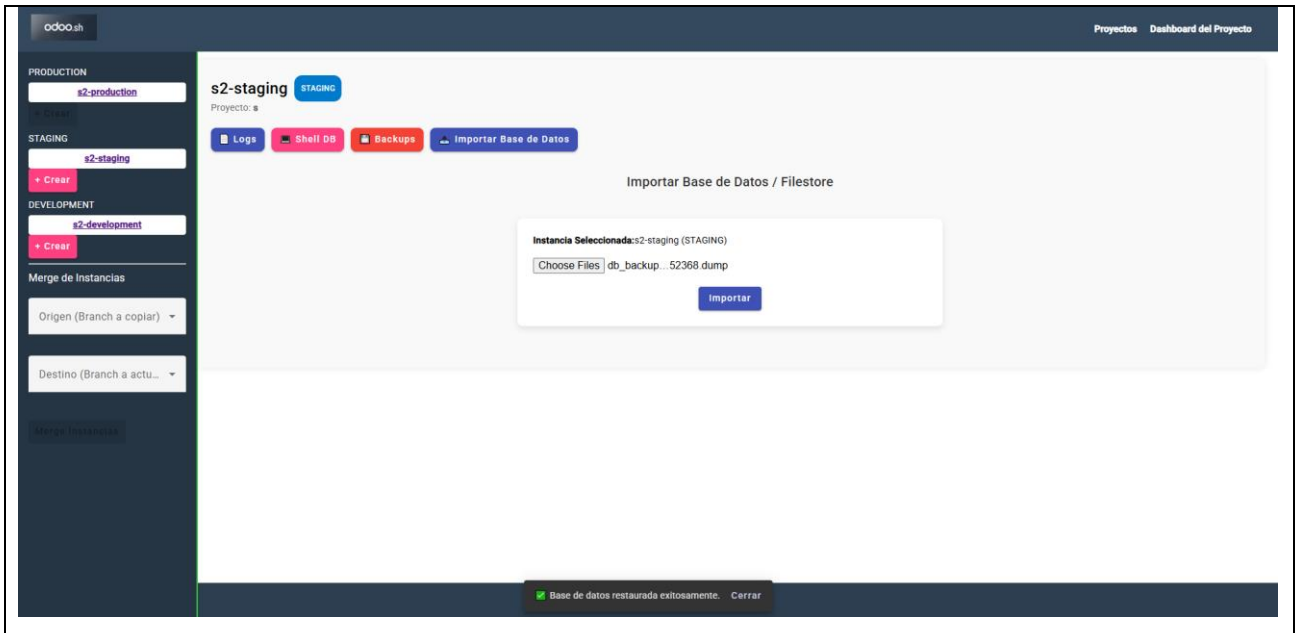 odoo.sh
Proyectos Dashboard del Proyecto
PRODUCTION
s2-production
+ Crear
STAGING
s2-staging
+ Crear
DEVELOPMENT
s2-development
+ Crear
Merge de Instancias
Origen (Branch a copiar)
Destino (Branch a actu...
Merge Instancias
s2-staging STAGING
Proyecto: s
Logs Shell DB Backups Importar Base de Datos
Importar Base de Datos / Filestore
Instancia Seleccionada:s2-staging (STAGING)
Choose Files db_backup...52368.dump
Importar
Base de datos restaurada exitosamente. Cerrar